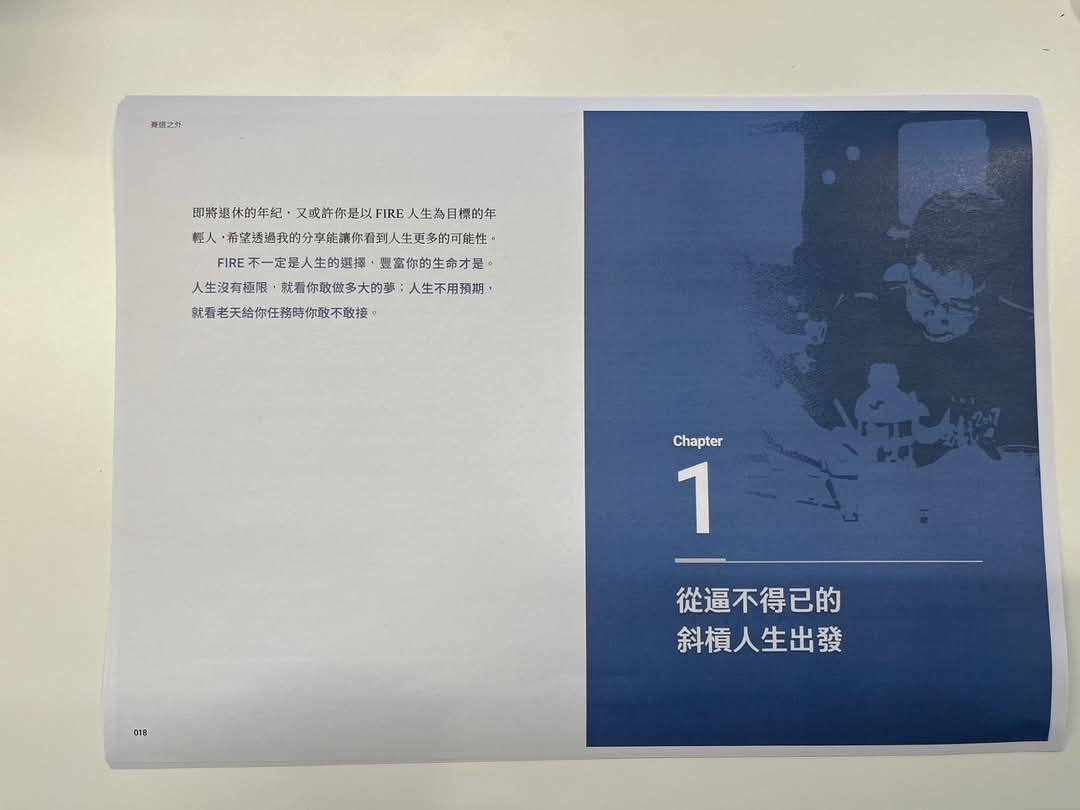 賽道之外
即將退休的年紀，又或許你是以 FIRE 人生為目標的年
輕人，希望透過我的分享能讓你看到人生更多的可能性。
FIRE 不一定是人生的選擇，豐富你的生命才是。
人生沒有極限，就看你敢做多大的夢；人生不用預期，
就看老天給你任務時你敢不敢接。
018
Chapter
1
從逼不得已的
斜槓人生出發